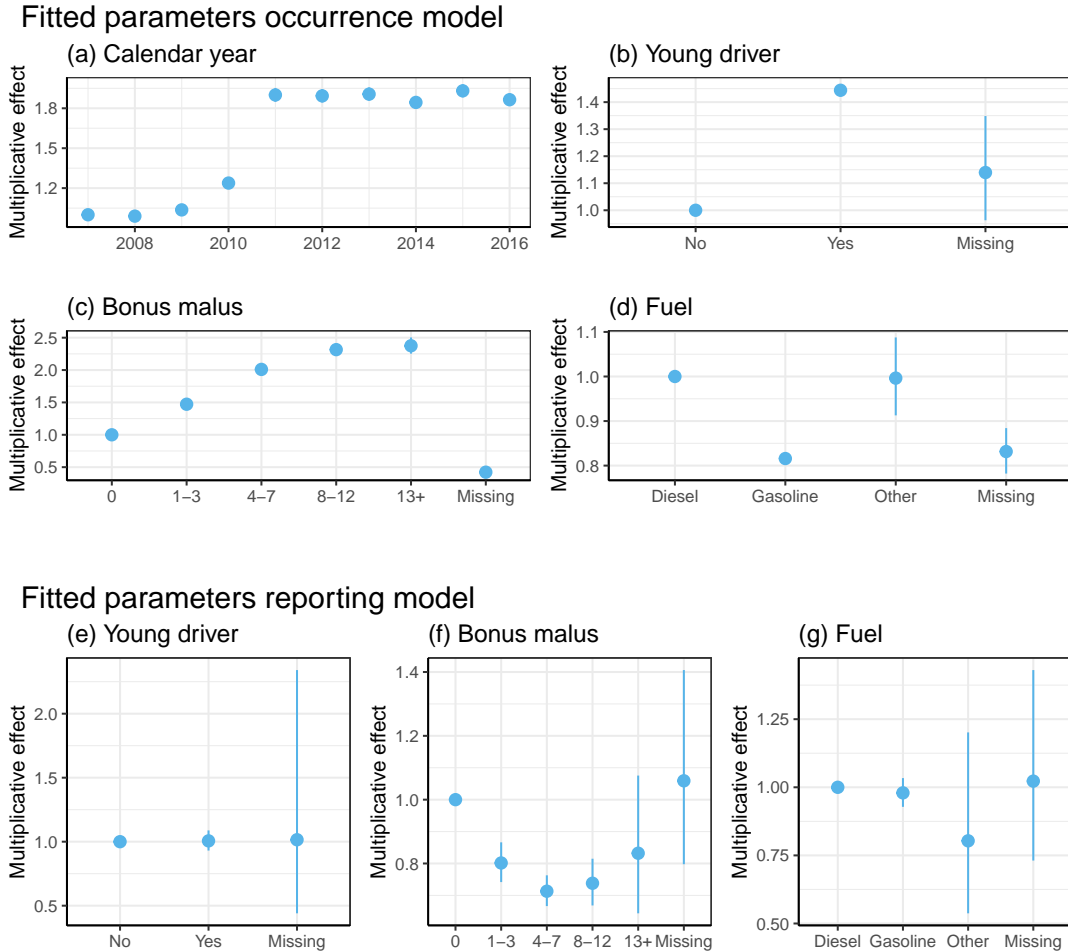 Fitted parameters occurrence model
(a) Calendar year
Multiplicative effect
1.8
1.5
1.2
2008 2010 2012 2014 2016
(b) Young driver
Multiplicative effect
1.4
1.3
1.2
1.1
1.0
No Yes Missing
(c) Bonus malus
Multiplicative effect
2.5
2.0
1.5
1.0
0.5
0 1−3 4−7 8−12 13+ Missing
(d) Fuel
Multiplicative effect
1.1
1.0
0.9
0.8
Diesel Gasoline Other Missing
Fitted parameters reporting model
(e) Young driver
Multiplicative effect
2.0
1.5
1.0
0.5
No Yes Missing
(f) Bonus malus
Multiplicative effect
1.4
1.2
1.0
0.8
0 1−3 4−7 8−12 13+ Missing
(g) Fuel
Multiplicative effect
1.25
1.00
0.75
0.50
Diesel Gasoline Other Missing